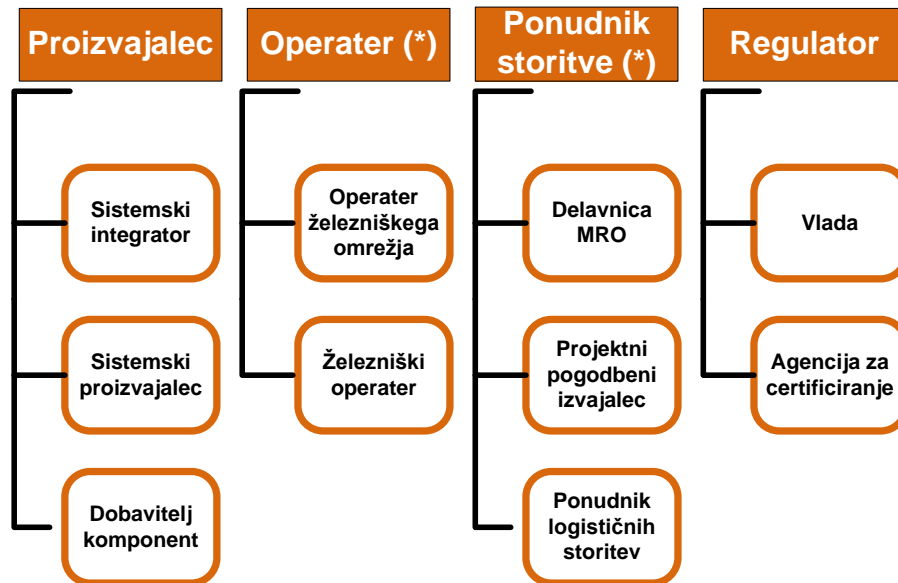 Proizvajalec
Sistemski
integrator
Sistemski
proizvajalec
Dobavitelj
komponent
Operater (*)
Operater
železniškega
omrežja
Železniški
operater
Ponudnik
storitve (*)
Delavnica
MRO
Projektni
pogodbeni
izvajalec
Ponudnik
logističnih
storitev
Regulator
Vlada
Agencija za
certificiranje